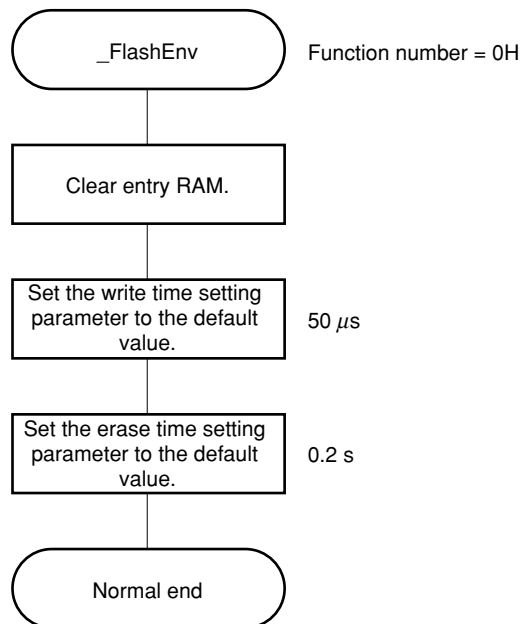 _FlashEnv
Function number = 0H
Clear entry RAM.
Set the write time setting
parameter to the default
value.
50 μs
Set the erase time setting
parameter to the default
value.
0.2 s
Normal end